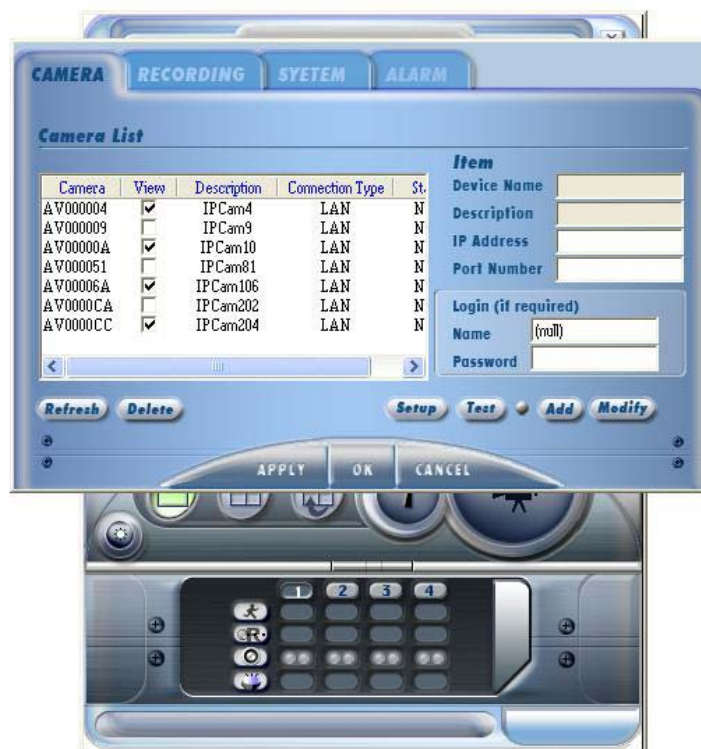 CAMERA RECORDING SYETEM ALARM
Camera List
Camera View Description Connection Type St.
AV000004 IPCam4 LAN N
AV000009 IPCam9 LAN N
AV00000A IPCam10 LAN N
AV000051 IPCam81 LAN N
AV00006A IPCam106 LAN N
AV0000CA IPCam202 LAN N
AV0000CC IPCam204 LAN N
Item
Device Name
Description
IP Address
Port Number
Login (if required)
Name (null)
Password
Refresh Delete Setup Test Add Modify
APPLY OK CANCEL
1 2 3 4
R